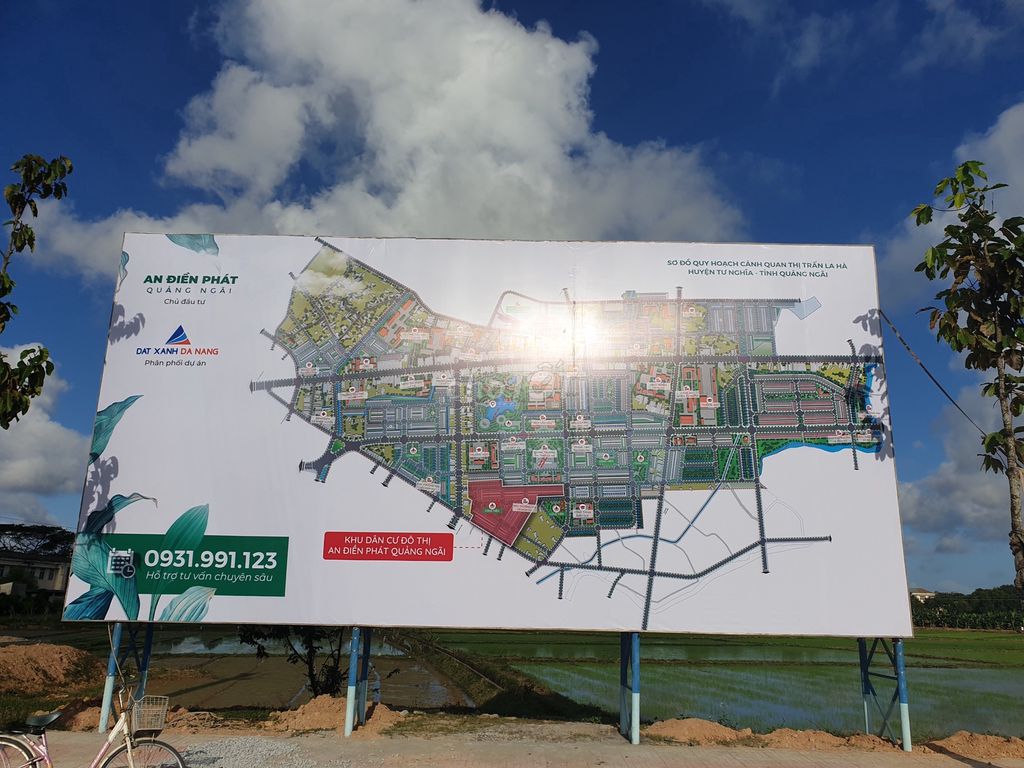 AN ĐIỀN PHÁT
QUẢNG NGÃI
Chủ đầu tư
ĐẤT XANH ĐA NANG
Phân phối dự án
SƠ ĐỒ QUY HOẠCH CẢNH QUAN THỊ TRẤN LA HÀ
HUYỆN TƯ NGHĨA - TỈNH QUẢNG NGÃI
KHU DÂN CƯ ĐÔ THỊ
AN ĐIỀN PHÁT QUẢNG NGÃI
0931.991.123
Hỗ trợ tư vấn chuyên sâu